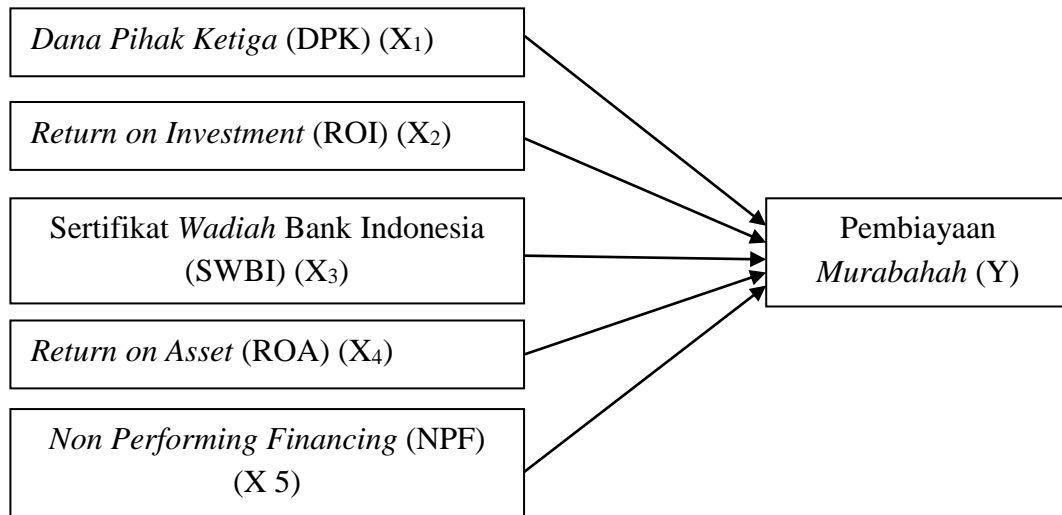 Dana Pihak Ketiga (DPK) (X₁)
Return on Investment (ROI) (X₂)
Sertifikat Wadiah Bank Indonesia
(SWBI) (X₃)
Return on Asset (ROA) (X₄)
Non Performing Financing (NPF)
(X 5)
Pembiayaan
Murabahah (Y)